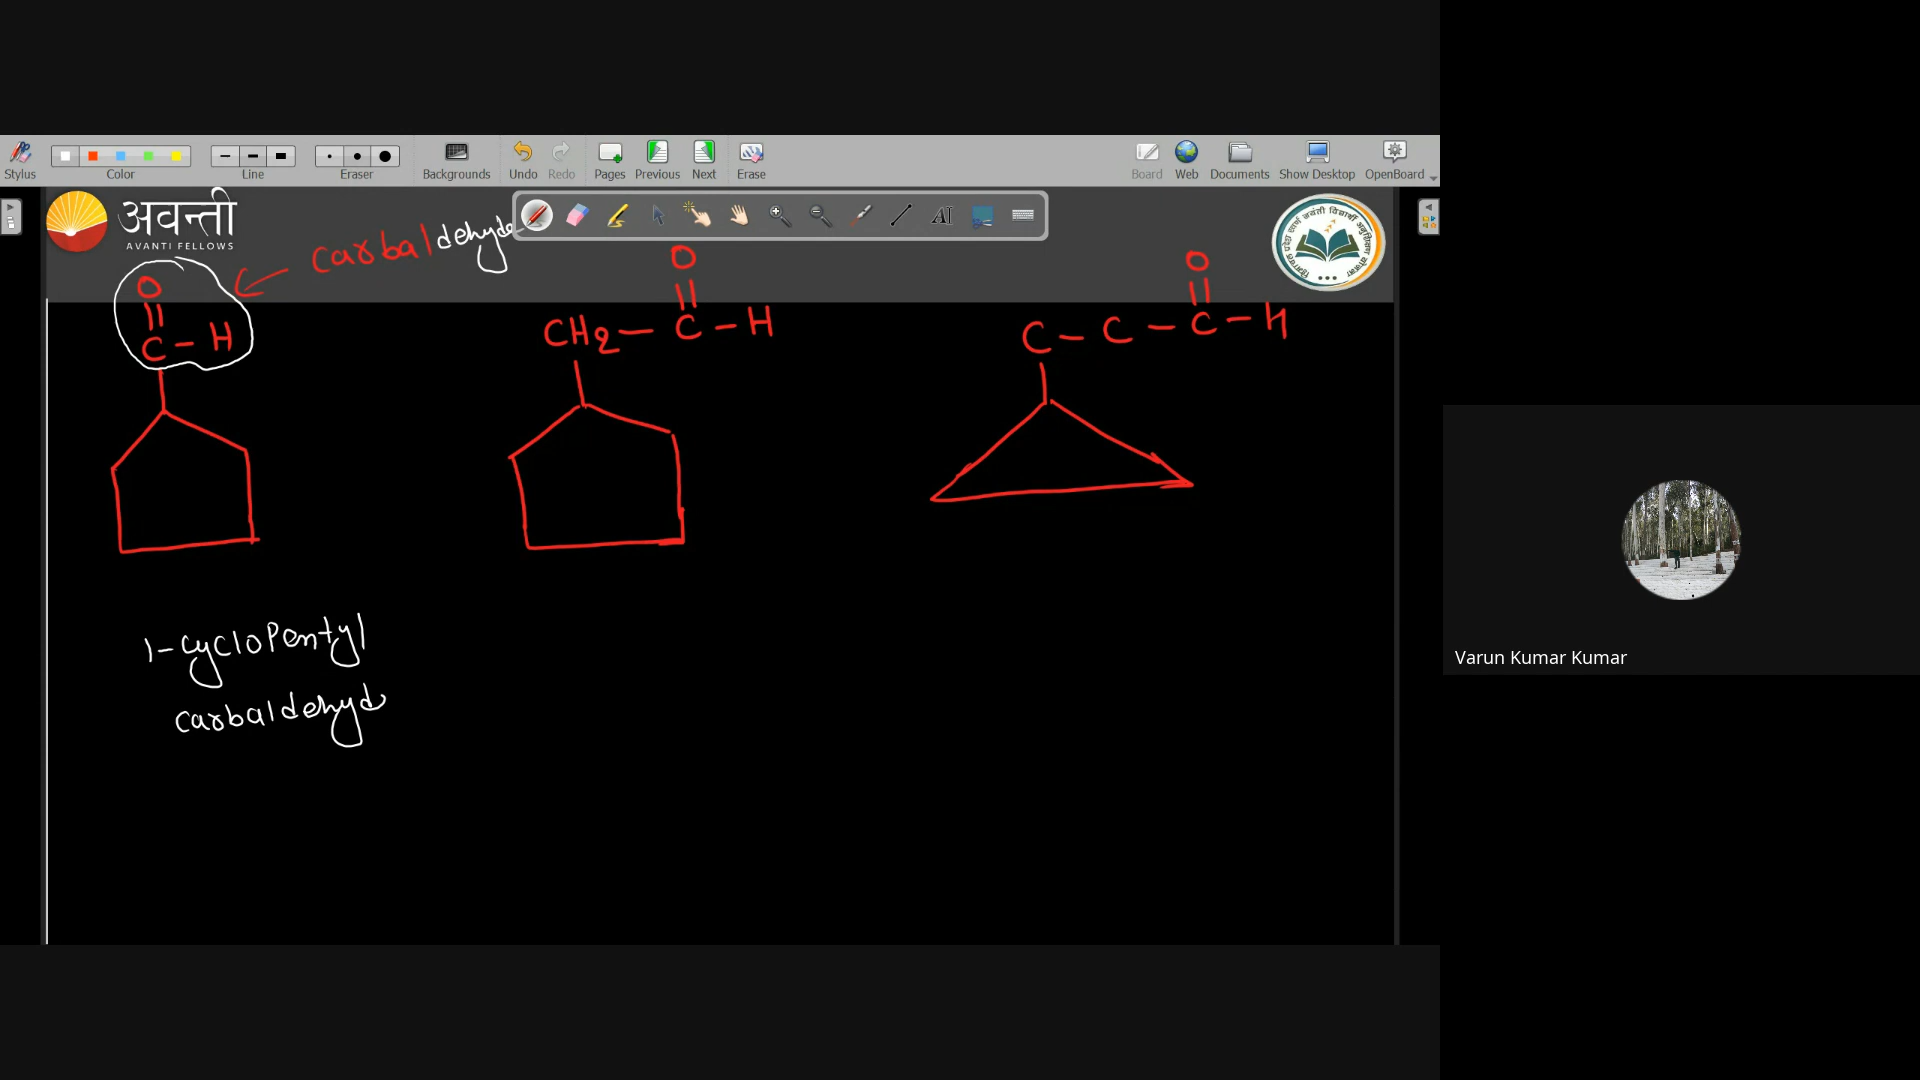 Stylus
Color
Line
Eraser
Backgrounds
Undo
Redo
Pages
Previous
Next
Erase
Board
Web
Documents
Show Desktop
OpenBoard
अवन्ती
AVANTI FELLOWS
carbaldehyde
O
C - H
O
CH2 - C - H
O
C - C - C - H
1-cycloPentyl
carbaldehyd
Varun Kumar Kumar